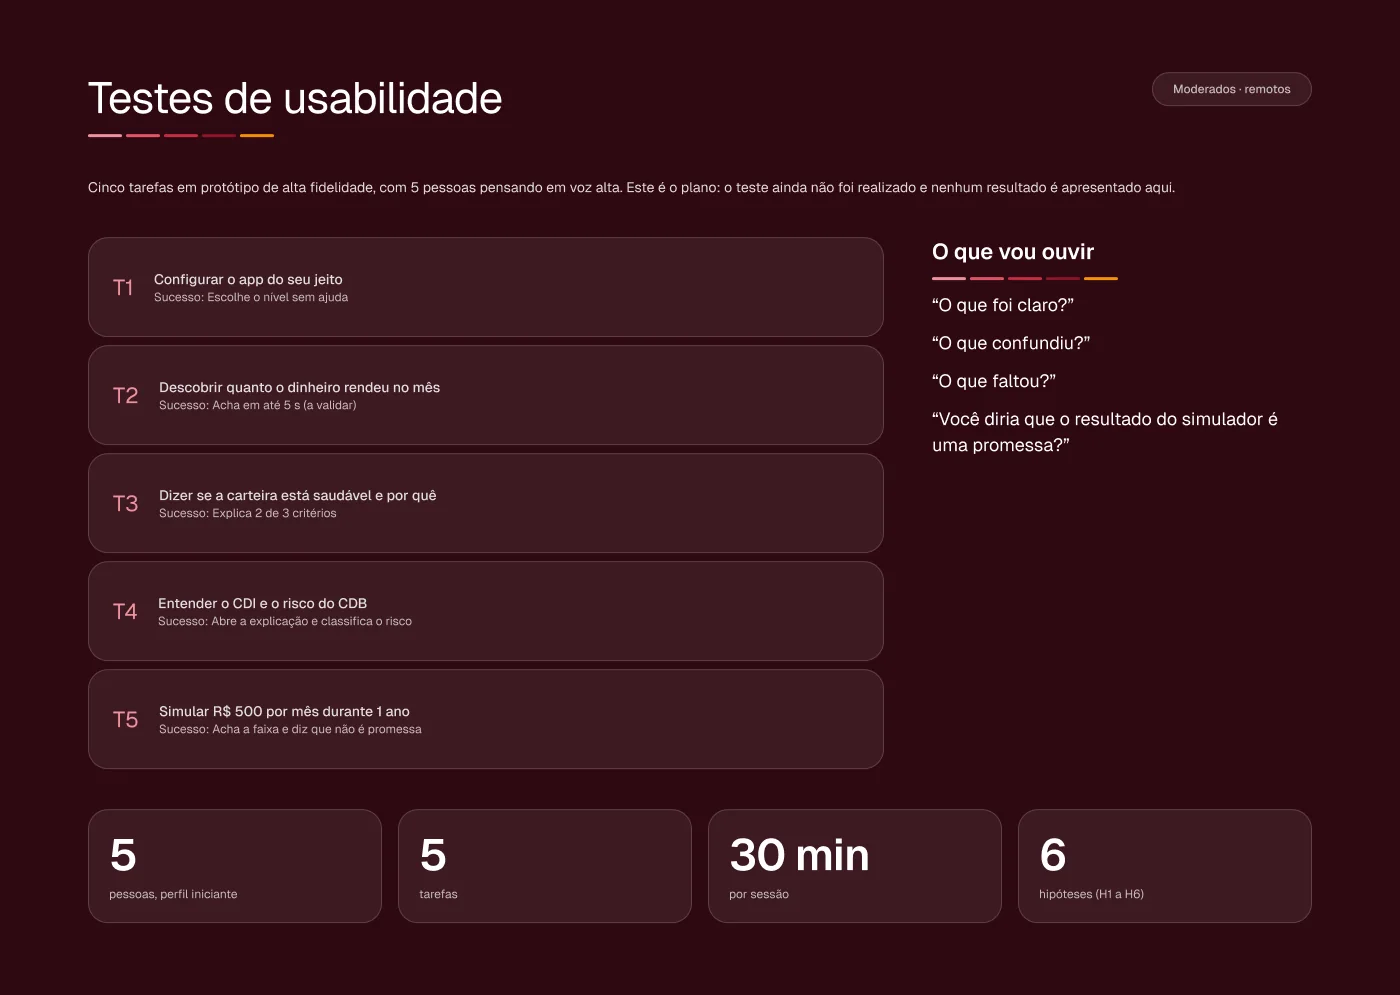 Testes de usabilidade
Moderados · remotos
Cinco tarefas em protótipo de alta fidelidade, com 5 pessoas pensando em voz alta. Este é o plano: o teste ainda não foi realizado e nenhum resultado é apresentado aqui.
T1
Configurar o app do seu jeito
Sucesso: Escolhe o nível sem ajuda
T2
Descobrir quanto o dinheiro rendeu no mês
Sucesso: Acha em até 5 s (a validar)
T3
Dizer se a carteira está saudável e por quê
Sucesso: Explica 2 de 3 critérios
T4
Entender o CDI e o risco do CDB
Sucesso: Abre a explicação e classifica o risco
T5
Simular R$ 500 por mês durante 1 ano
Sucesso: Acha a faixa e diz que não é promessa
O que vou ouvir
“O que foi claro?”
“O que confundiu?”
“O que faltou?”
“Você diria que o resultado do simulador é
uma promessa?”
5
pessoas, perfil iniciante
5
tarefas
30 min
por sessão
6
hipóteses (H1 a H6)